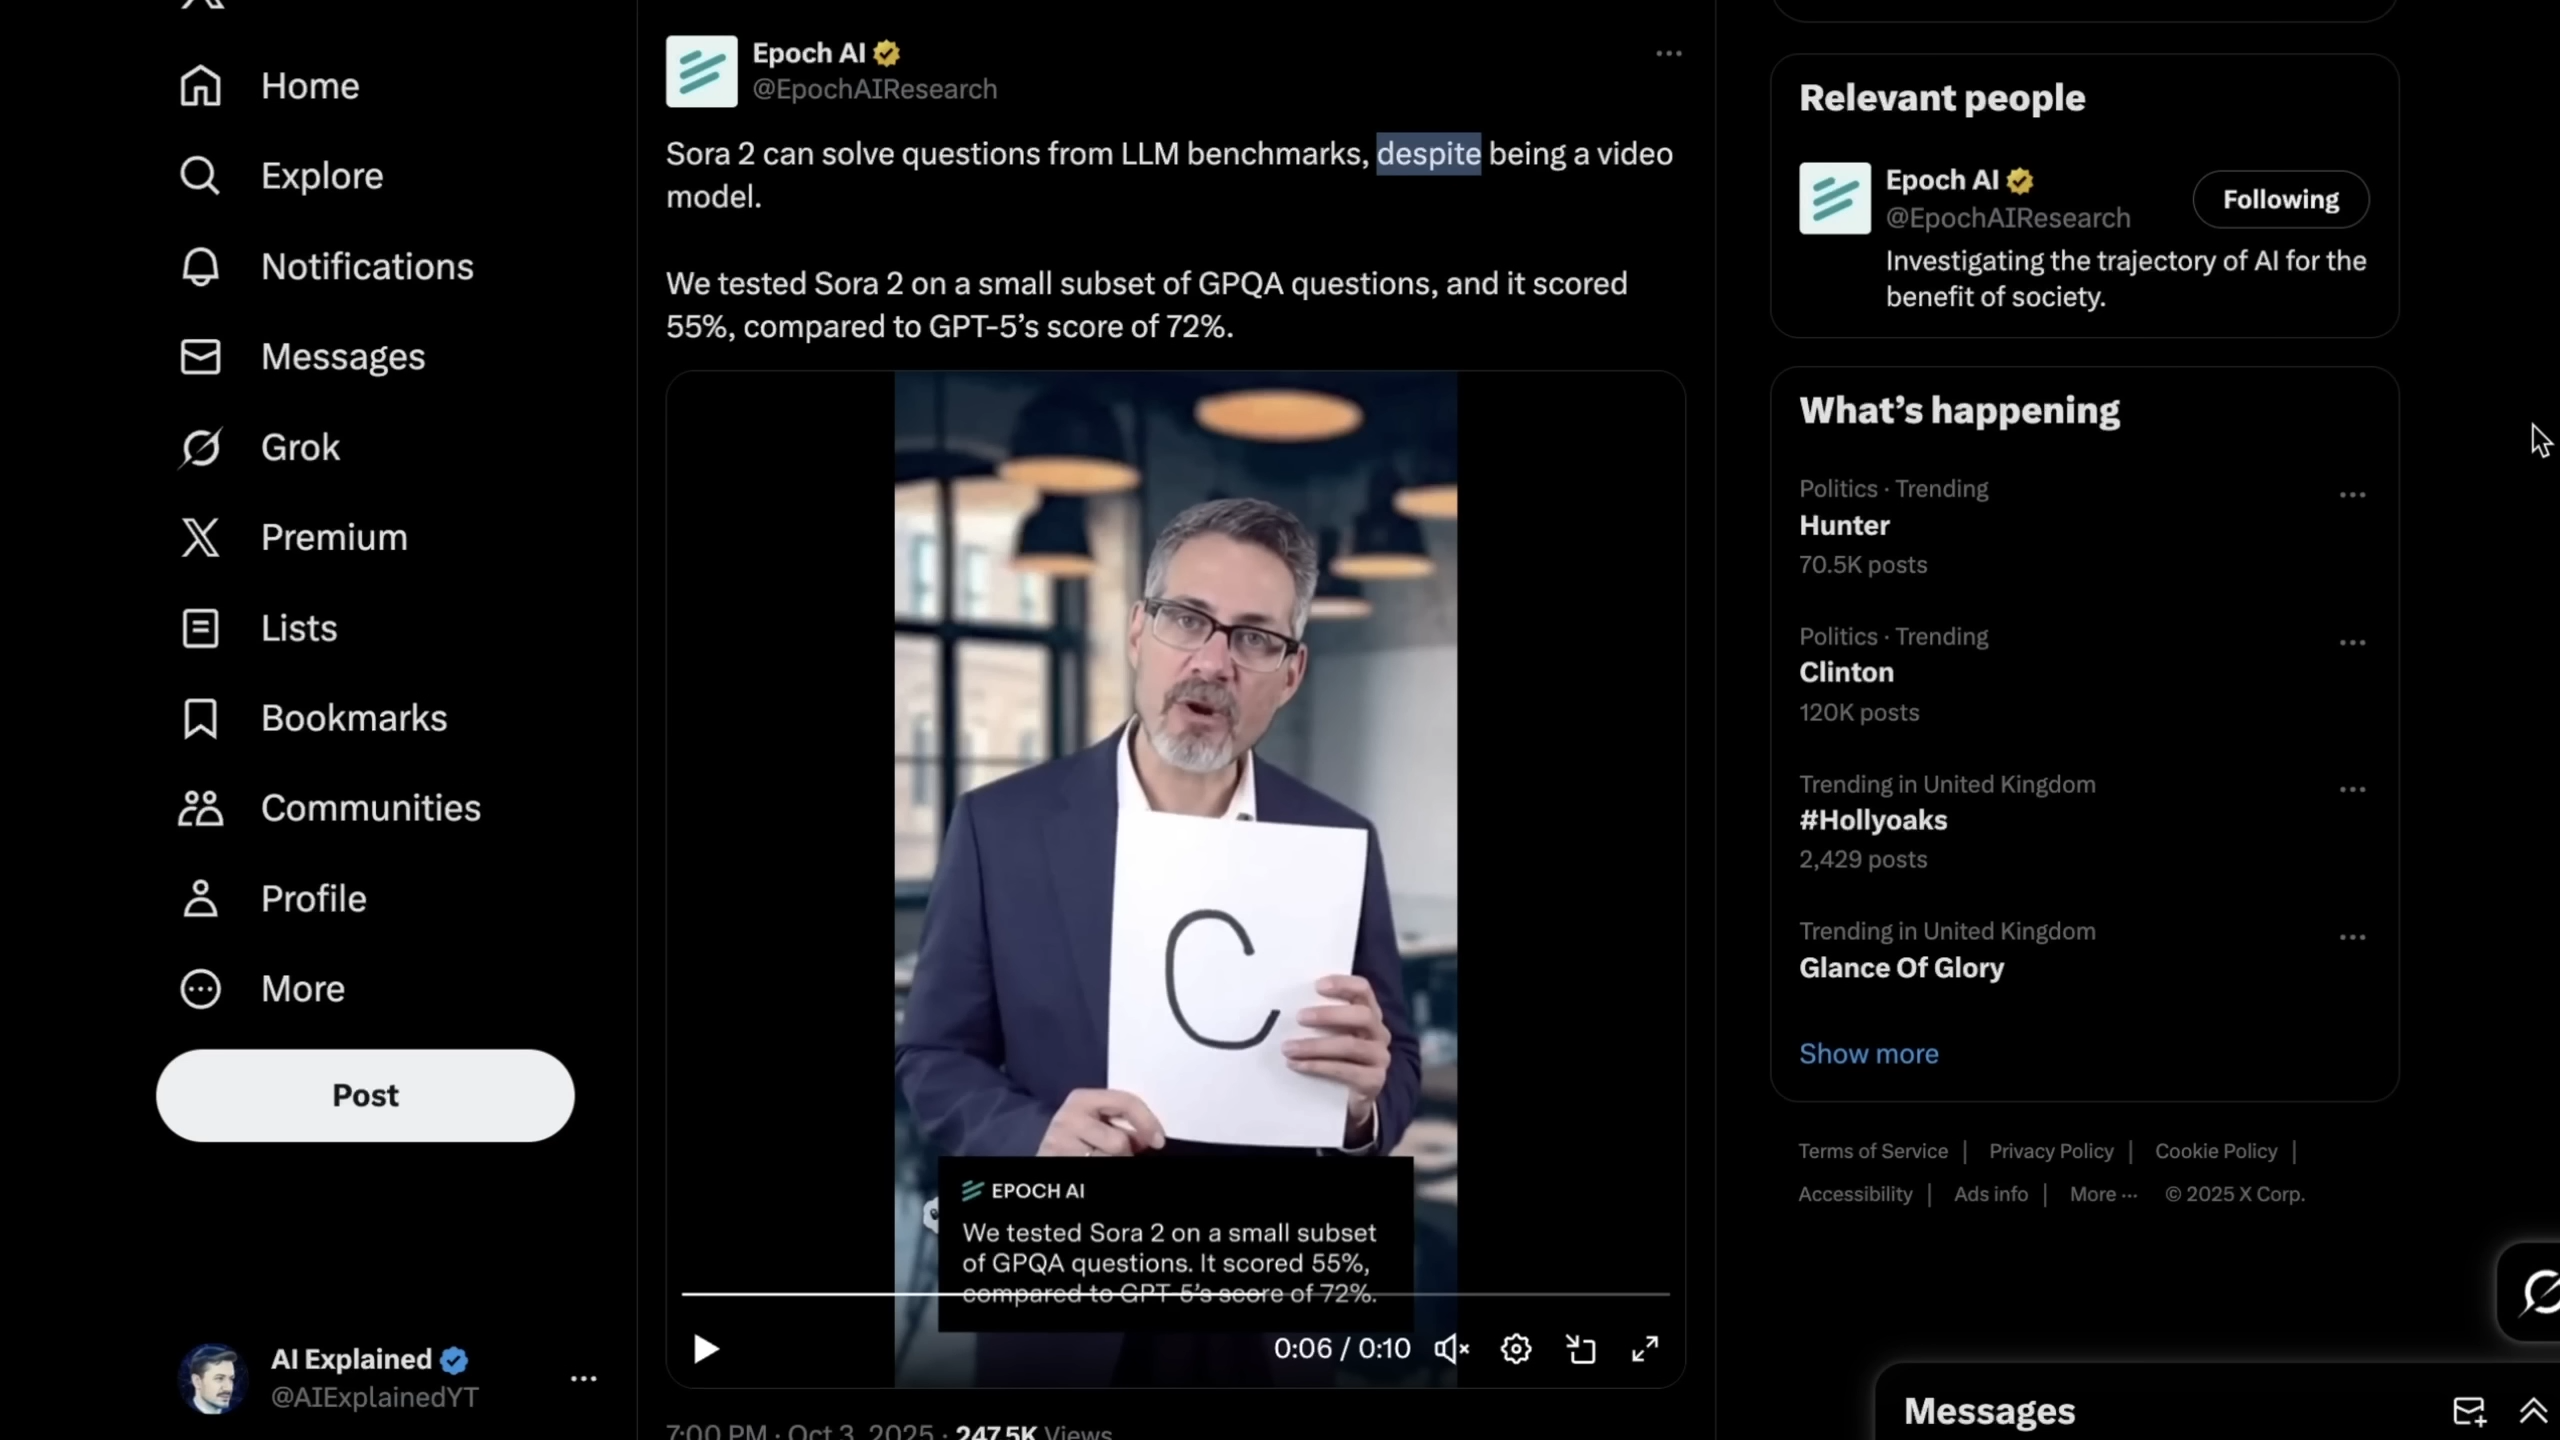 Home
Explore
Notifications
Messages
Grok
Premium
Lists
Bookmarks
Communities
Profile
More
Post
AI Explained
@AIExplainedYT
Epoch AI
@EpochAIResearch
Sora 2 can solve questions from LLM benchmarks, despite being a video
model.
We tested Sora 2 on a small subset of GPQA questions, and it scored
55%, compared to GPT-5’s score of 72%.
C
EPOCH AI
We tested Sora 2 on a small subset
of GPQA questions. It scored 55%,
compared to GPT-5’s score of 72%.
0:06 / 0:10
7:00 PM · Oct 3, 2025 · 247.5K Views
Relevant people
Epoch AI
@EpochAIResearch
Following
Investigating the trajectory of AI for the
benefit of society.
What’s happening
Politics · Trending
Hunter
70.5K posts
Politics · Trending
Clinton
120K posts
Trending in United Kingdom
#Hollyoaks
2,429 posts
Trending in United Kingdom
Glance Of Glory
Show more
Terms of Service | Privacy Policy | Cookie Policy |
Accessibility | Ads info | More ··· © 2025 X Corp.
Messages